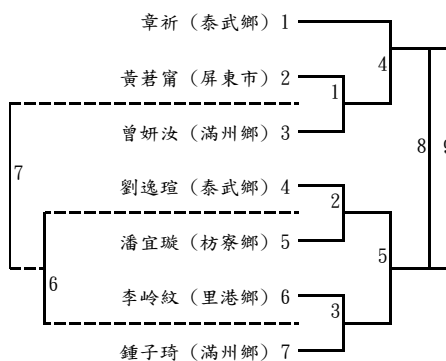 章祈（泰武鄉）1
4
黃莙甯（屏東市）2
1
曾妍汝（滿州鄉）3
8
9
7
劉逸瑄（泰武鄉）4
2
潘宜璇（枋寮鄉）5
5
6
李岭紋（里港鄉）6
3
鍾子琦（滿州鄉）7